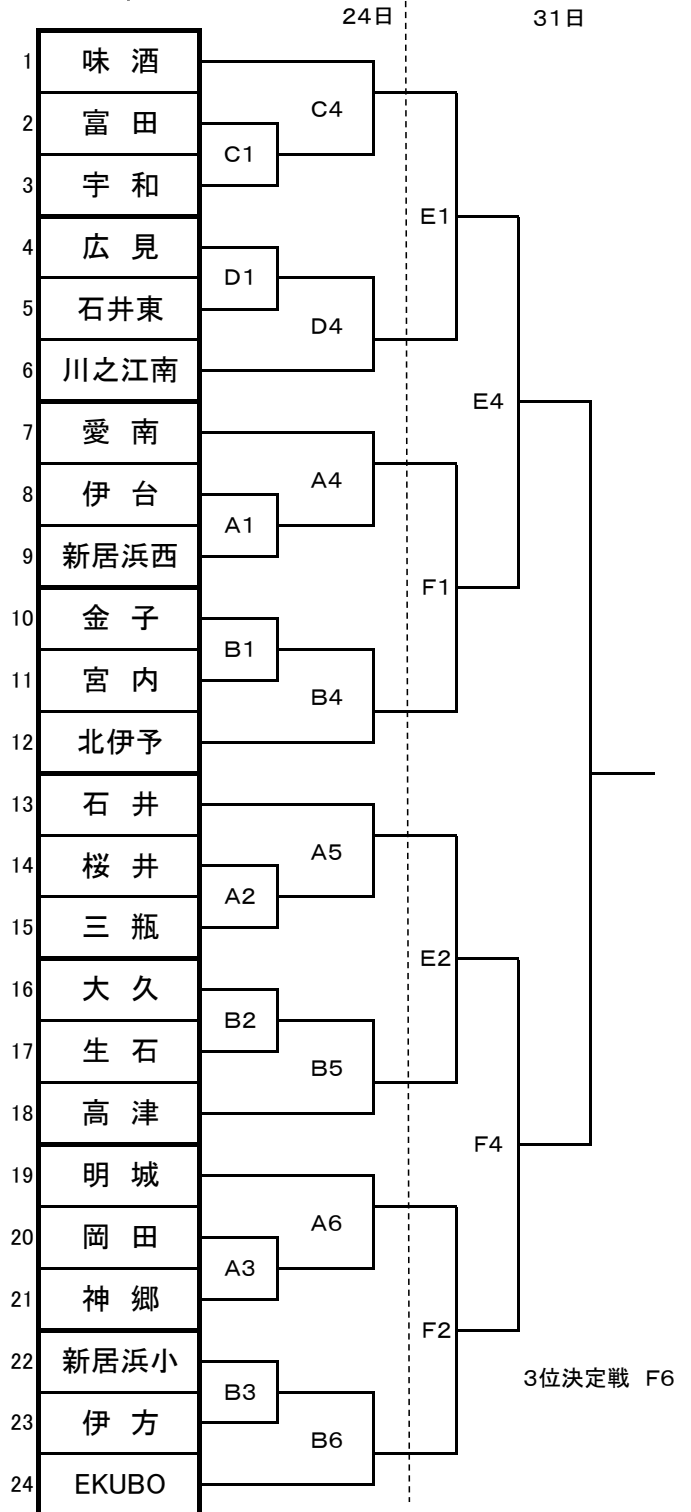 24日 31日
1 味 酒
C4
2 富 田
C1
3 宇 和
E1
4 広 見
D1
5 石井東
D4
6 川之江南
E4
7 愛 南
A4
8 伊 台
A1
9 新居浜西
F1
10 金 子
B1
11 宮 内
B4
12 北伊予
13 石 井
A5
14 桜 井
A2
15 三 瓶
E2
16 大 久
B2
17 生 石
B5
18 高 津
F4
19 明 城
A6
20 岡 田
A3
21 神 郷
F2
22 新居浜小
3位決定戦 F6
B3
23 伊 方
B6
24 EKUBO